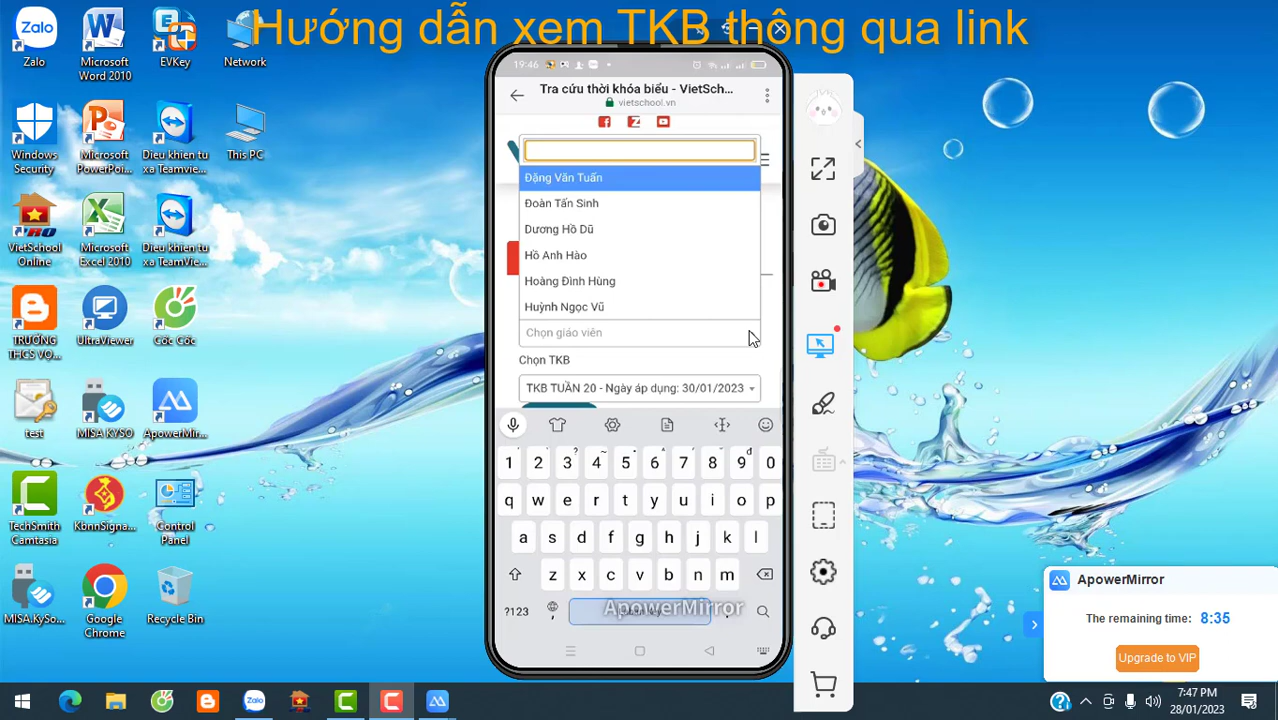 Hướng dẫn xem TKB thông qua link
Zalo
Microsoft
Word 2010
EVKey
Network
Windows
Security
Microsoft
PowerPoi...
Dieu khien tu
xa Teamvie...
This PC
VietSchool
Online
Microsoft
Excel 2010
Dieu khien tu
xa TeamVie...
TRƯỜNG
THCS VÕ...
UltraViewer
Cốc Cốc
test
MISA KYSO
ApowerMir...
TechSmith
Camtasia
KbnnSigna...
Control
Panel
MISA.KySo...
Google
Chrome
Recycle Bin
19:46
Tra cứu thời khóa biểu - VietSch...
vietschool.vn
Đặng Văn Tuấn
Đoàn Tấn Sinh
Dương Hồ Dũ
Hồ Anh Hào
Hoàng Đình Hùng
Huỳnh Ngọc Vũ
Chọn giáo viên
Chọn TKB
TKB TUẦN 20 - Ngày áp dụng: 30/01/2023
1 2 3 4 5 6 7 8 9 0
q w e r t y u i o p
a s d f g h j k l
z x c v b n m
?123
ApowerMirror
ApowerMirror
The remaining time: 8:35
Upgrade to VIP
7:47 PM
28/01/2023